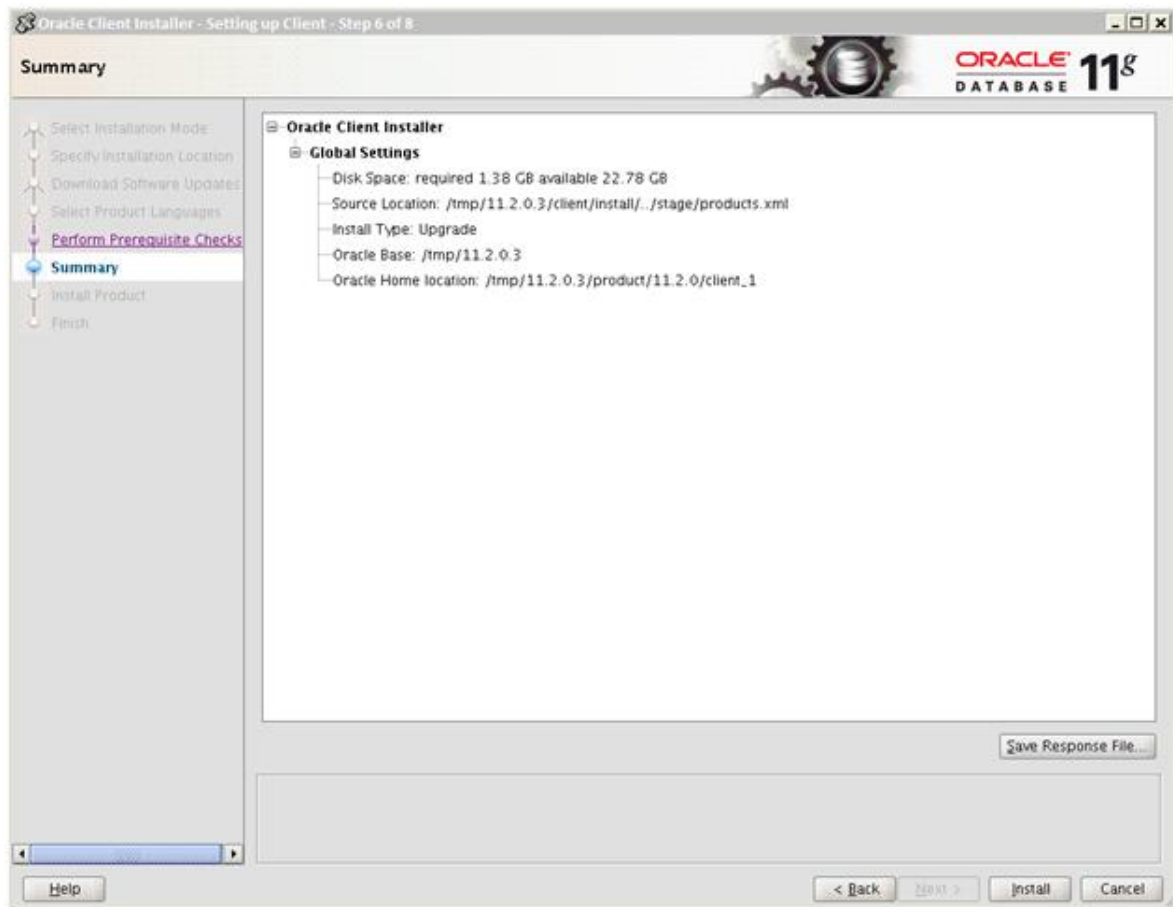 Oracle Client Installer - Setting up Client - Step 6 of 8
Summary
ORACLE 11g
DATABASE
Select Installation Mode
Specify Installation Location
Download Software Updates
Select Product Languages
Perform Prerequisite Checks
Summary
Install Product
Finish
Oracle Client Installer
Global Settings
Disk Space: required 1.38 GB available 22.78 GB
Source Location: /tmp/11.2.0.3/client/install/../stage/products.xml
Install Type: Upgrade
Oracle Base: /tmp/11.2.0.3
Oracle Home location: /tmp/11.2.0.3/product/11.2.0/client_1
Save Response File...
Help
< Back
Next >
Install
Cancel